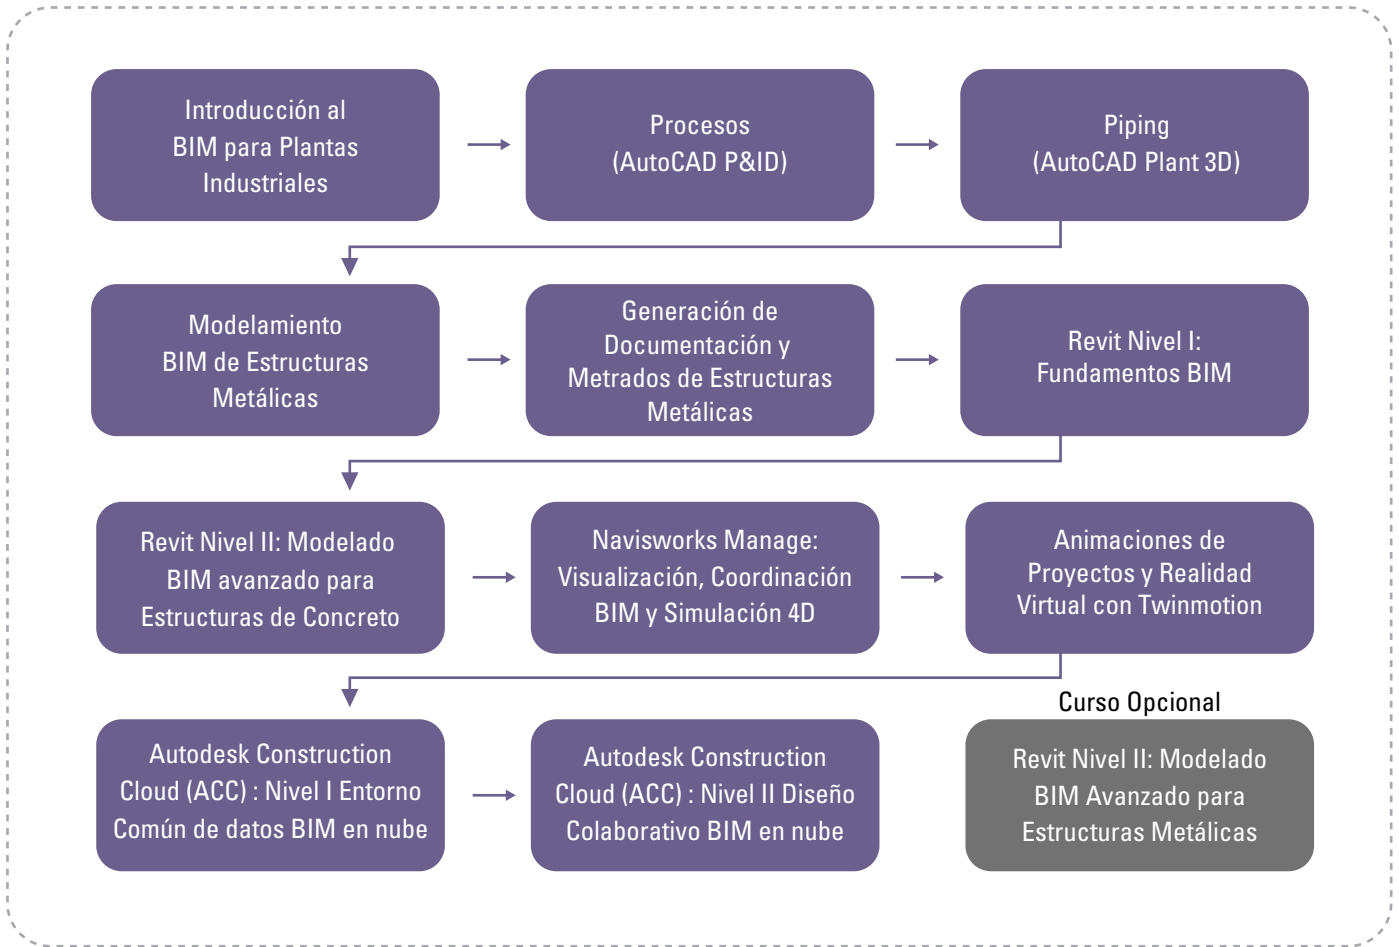 Introducción al
BIM para Plantas
Industriales
Procesos
(AutoCAD P&ID)
Piping
(AutoCAD Plant 3D)
Modelamiento
BIM de Estructuras
Metálicas
Generación de
Documentación y
Metrados de Estructuras
Metálicas
Revit Nivel I:
Fundamentos BIM
Revit Nivel II: Modelado
BIM avanzado para
Estructuras de Concreto
Navisworks Manage:
Visualización, Coordinación
BIM y Simulación 4D
Animaciones de
Proyectos y Realidad
Virtual con Twinmotion
Autodesk Construction
Cloud (ACC) : Nivel I Entorno
Común de datos BIM en nube
Autodesk Construction
Cloud (ACC) : Nivel II Diseño
Colaborativo BIM en nube
Curso Opcional
Revit Nivel II: Modelado
BIM Avanzado para
Estructuras Metálicas